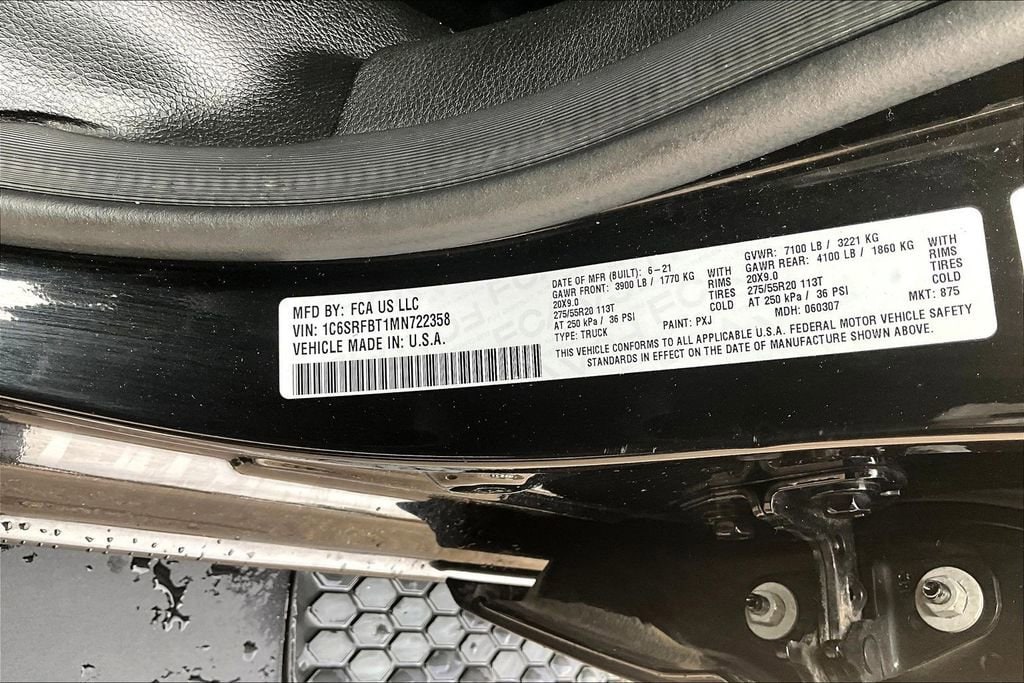 MFD BY: FCA US LLC
VIN: 1C6SRFBT1MN722358
VEHICLE MADE IN: U.S.A.
DATE OF MFR (BUILT): 6-21
GAWR FRONT: 3900 LB / 1770 KG WITH
20X9.0 RIMS
275/55R20 113T TIRES
AT 250 kPa / 36 PSI COLD
TYPE: TRUCK PAINT: PXJ
GVWR: 7100 LB / 3221 KG
GAWR REAR: 4100 LB / 1860 KG WITH
20X9.0 RIMS
275/55R20 113T TIRES
AT 250 kPa / 36 PSI COLD
MDH: 060307 MKT: 875
THIS VEHICLE CONFORMS TO ALL APPLICABLE U.S.A. FEDERAL MOTOR VEHICLE SAFETY
STANDARDS IN EFFECT ON THE DATE OF MANUFACTURE SHOWN ABOVE.